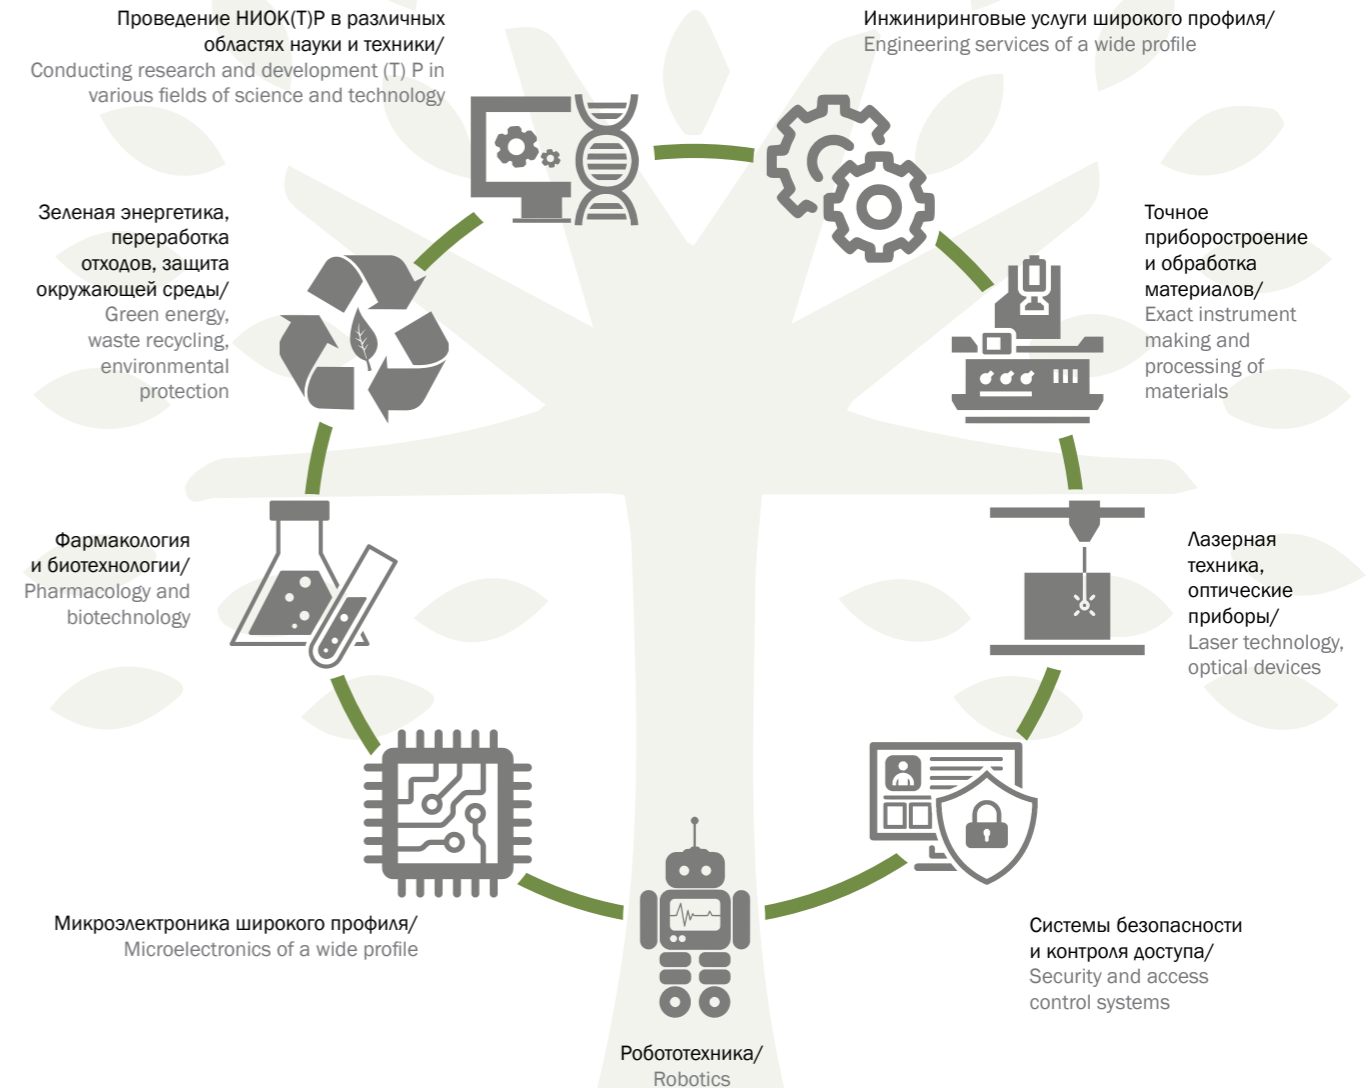 Проведение НИОК(Т)Р в различных
областях науки и техники/
Conducting research and development (T) P in
various fields of science and technology
Инжиниринговые услуги широкого профиля/
Engineering services of a wide profile
Зеленая энергетика,
переработка
отходов, защита
окружающей среды/
Green energy,
waste recycling,
environmental
protection
Точное
приборостроение
и обработка
материалов/
Exact instrument
making and
processing of
materials
Фармакология
и биотехнологии/
Pharmacology and
biotechnology
Лазерная
техника,
оптические
приборы/
Laser technology,
optical devices
Микроэлектроника широкого профиля/
Microelectronics of a wide profile
Системы безопасности
и контроля доступа/
Security and access
control systems
Робототехника/
Robotics